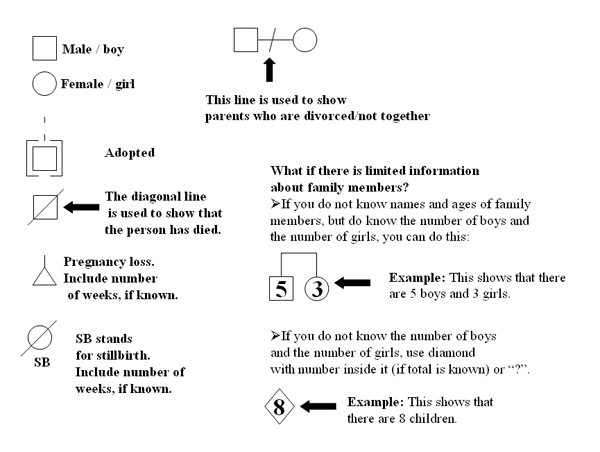 Male / boy
Female / girl
This line is used to show
parents who are divorced/not together
Adopted
The diagonal line
is used to show that
the person has died.
Pregnancy loss.
Include number
of weeks, if known.
SB
SB stands
for stillbirth.
Include number of
weeks, if known.
What if there is limited information
about family members?
➢If you do not know names and ages of family
members, but do know the number of boys and
the number of girls, you can do this:
5 3
Example: This shows that there
are 5 boys and 3 girls.
➢If you do not know the number of boys
and the number of girls, use diamond
with number inside it (if total is known) or “?”.
8
Example: This shows that
there are 8 children.